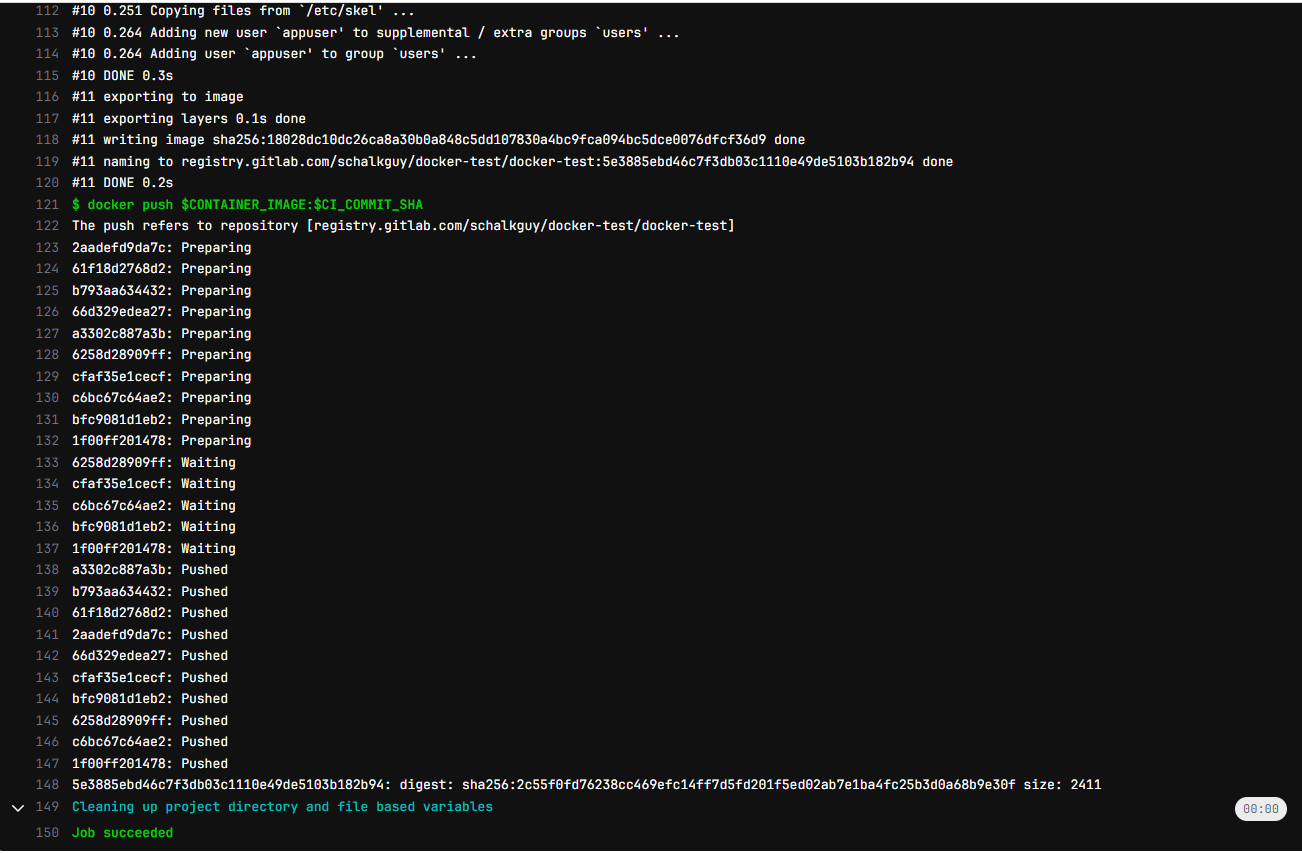 112 #10 0.251 Copying files from `/etc/skel' ...
113 #10 0.264 Adding new user `appuser' to supplemental / extra groups `users' ...
114 #10 0.264 Adding user `appuser' to group `users' ...
115 #10 DONE 0.3s
116 #11 exporting to image
117 #11 exporting layers 0.1s done
118 #11 writing image sha256:18028dc10dc26ca8a30b0a848c5dd107830a4bc9fca094bc5dce0076dfcf36d9 done
119 #11 naming to registry.gitlab.com/schalkguy/docker-test/docker-test:5e3885ebd46c7f3db03c1110e49de5103b182b94 done
120 #11 DONE 0.2s
121 $ docker push $CONTAINER_IMAGE:$CI_COMMIT_SHA
122 The push refers to repository [registry.gitlab.com/schalkguy/docker-test/docker-test]
123 2aadefd9da7c: Preparing
124 61f18d2768d2: Preparing
125 b793aa634432: Preparing
126 66d329edea27: Preparing
127 a3302c887a3b: Preparing
128 6258d28909ff: Preparing
129 cfaf35e1cecf: Preparing
130 c6bc67c64ae2: Preparing
131 bfc9081d1eb2: Preparing
132 1f00ff201478: Preparing
133 6258d28909ff: Waiting
134 cfaf35e1cecf: Waiting
135 c6bc67c64ae2: Waiting
136 bfc9081d1eb2: Waiting
137 1f00ff201478: Waiting
138 a3302c887a3b: Pushed
139 b793aa634432: Pushed
140 61f18d2768d2: Pushed
141 2aadefd9da7c: Pushed
142 66d329edea27: Pushed
143 cfaf35e1cecf: Pushed
144 bfc9081d1eb2: Pushed
145 6258d28909ff: Pushed
146 c6bc67c64ae2: Pushed
147 1f00ff201478: Pushed
148 5e3885ebd46c7f3db03c1110e49de5103b182b94: digest: sha256:2c55f0fd76238cc469efc14ff7d5fd201f5ed02ab7e1ba4fc25b3d0a68b9e30f size: 2411
149 Cleaning up project directory and file based variables 00:00
150 Job succeeded